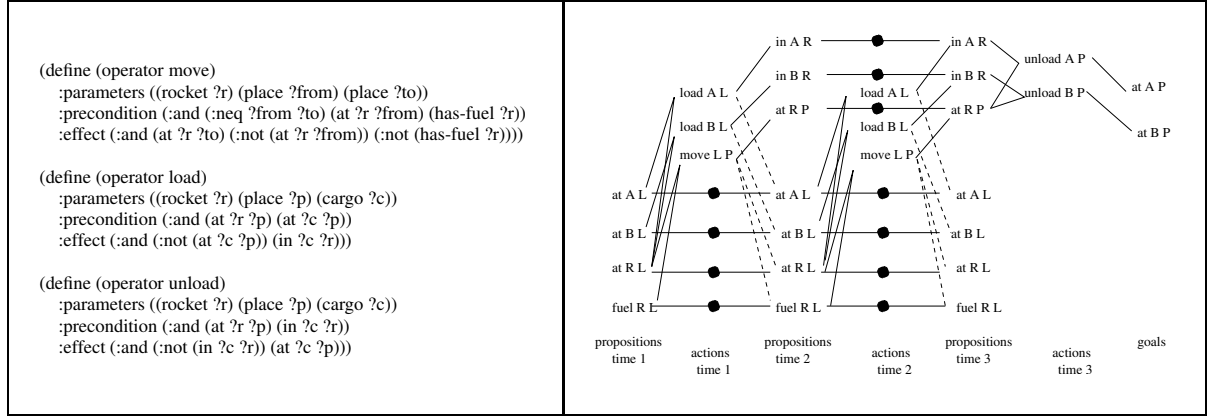 (define (operator move)
:parameters ((rocket ?r) (place ?from) (place ?to))
:precondition (:and (:neq ?from ?to) (at ?r ?from) (has-fuel ?r))
:effect (:and (at ?r ?to) (:not (at ?r ?from)) (:not (has-fuel ?r))))
(define (operator load)
:parameters ((rocket ?r) (place ?p) (cargo ?c))
:precondition (:and (at ?r ?p) (at ?c ?p))
:effect (:and (:not (at ?c ?p)) (in ?c ?r)))
(define (operator unload)
:parameters ((rocket ?r) (place ?p) (cargo ?c))
:precondition (:and (at ?r ?p) (in ?c ?r))
:effect (:and (:not (in ?c ?r)) (at ?c ?p)))
in A R
in A R
unload A P
in B R
in B R
at A P
load A L
load A L
unload B P
at R P
at R P
load B L
load B L
at B P
move L P
move L P
at A L
at A L
at A L
at B L
at B L
at B L
at R L
at R L
at R L
fuel R L
fuel R L
fuel R L
propositions
time 1
actions
time 1
propositions
time 2
actions
time 2
propositions
time 3
actions
time 3
goals